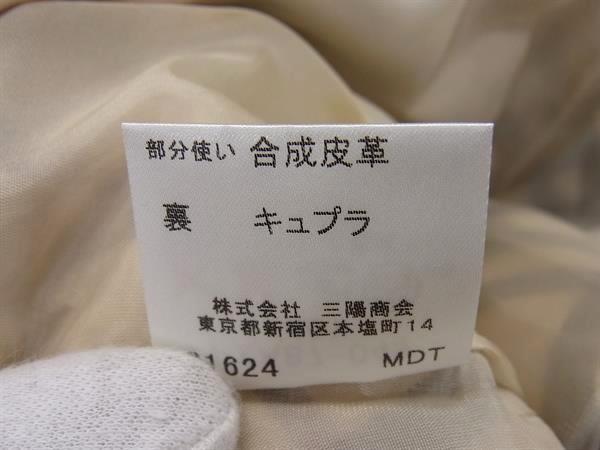 部分使い 合成皮革
裏 キュプラ
株式会社 三陽商会
東京都新宿区本塩町14
1624 MDT